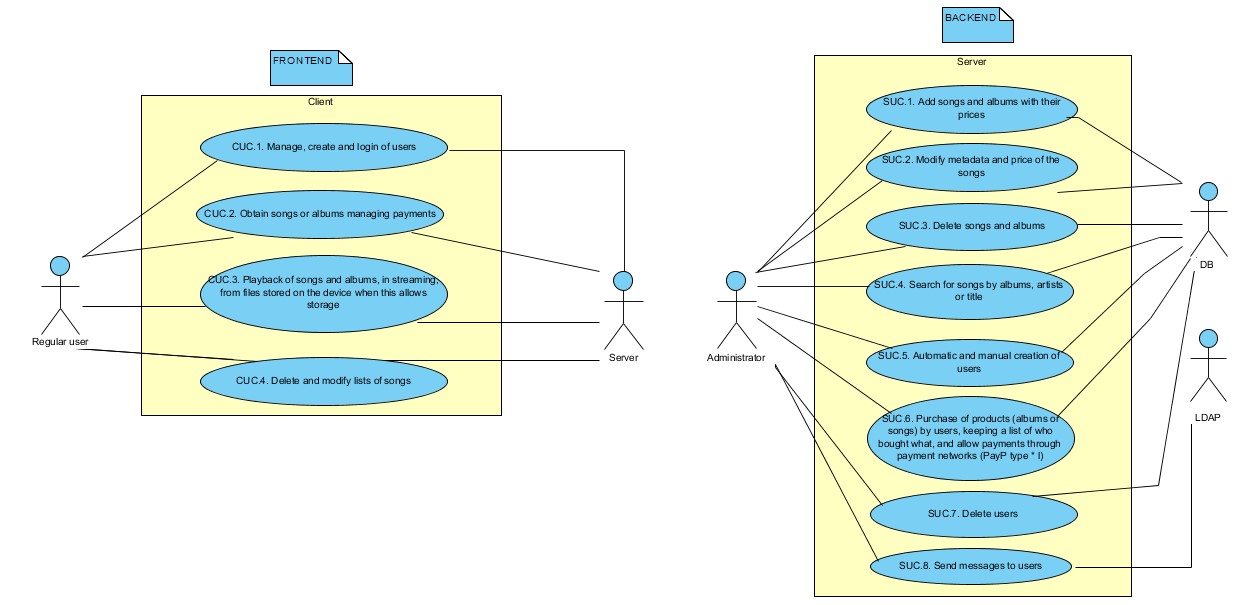 FRONTEND
Client
CUC.1. Manage, create and login of users
CUC.2. Obtain songs or albums managing payments
CUC.3. Playback of songs and albums, in streaming,
from files stored on the device when this allows
storage
CUC.4. Delete and modify lists of songs
Regular user
Server
BACKEND
Server
SUC.1. Add songs and albums with their
prices
SUC.2. Modify metadata and price of the
songs
SUC.3. Delete songs and albums
SUC.4. Search for songs by albums, artists
or title
SUC.5. Automatic and manual creation of
users
SUC.6. Purchase of products (albums or
songs) by users, keeping a list of who
bought what, and allow payments through
payment networks (PayP type * I)
SUC.7. Delete users
SUC.8. Send messages to users
Administrator
DB
LDAP